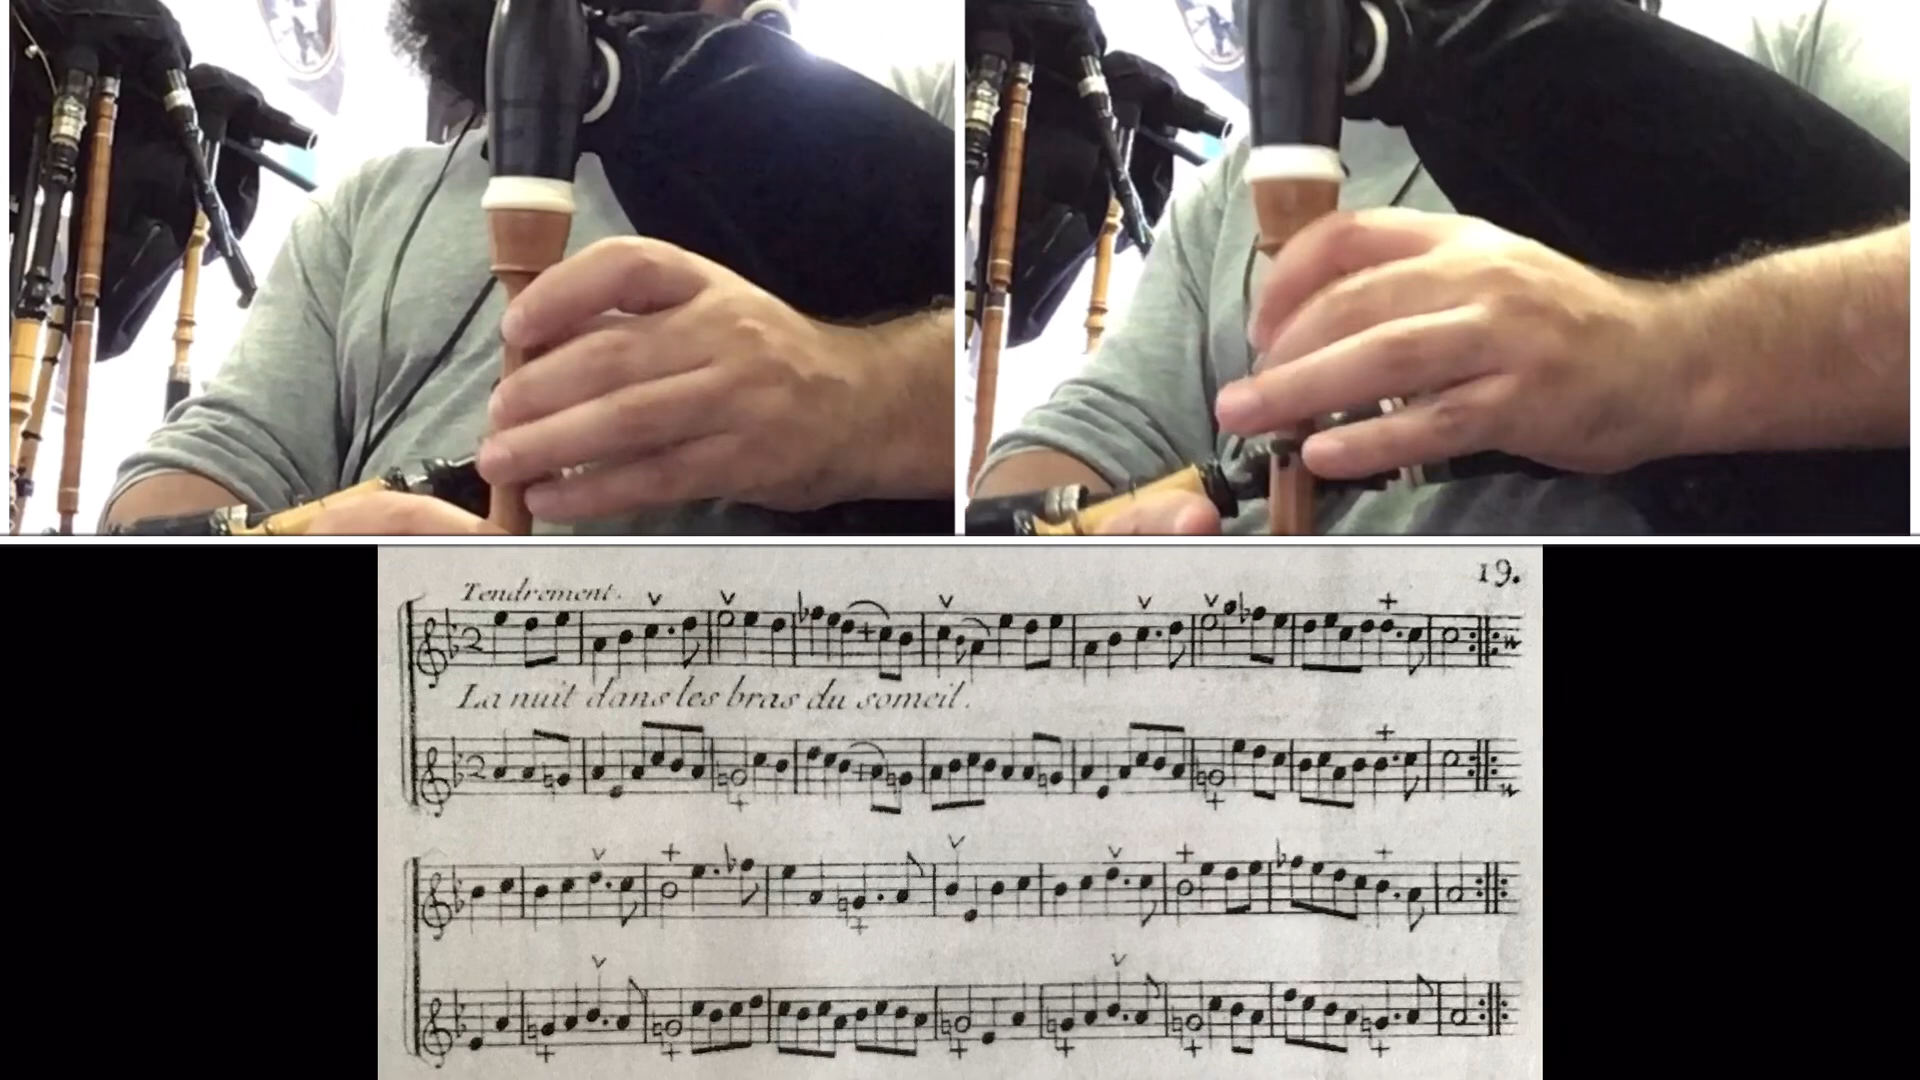 19.
Tendrement.
La nuit dans les bras du someil.